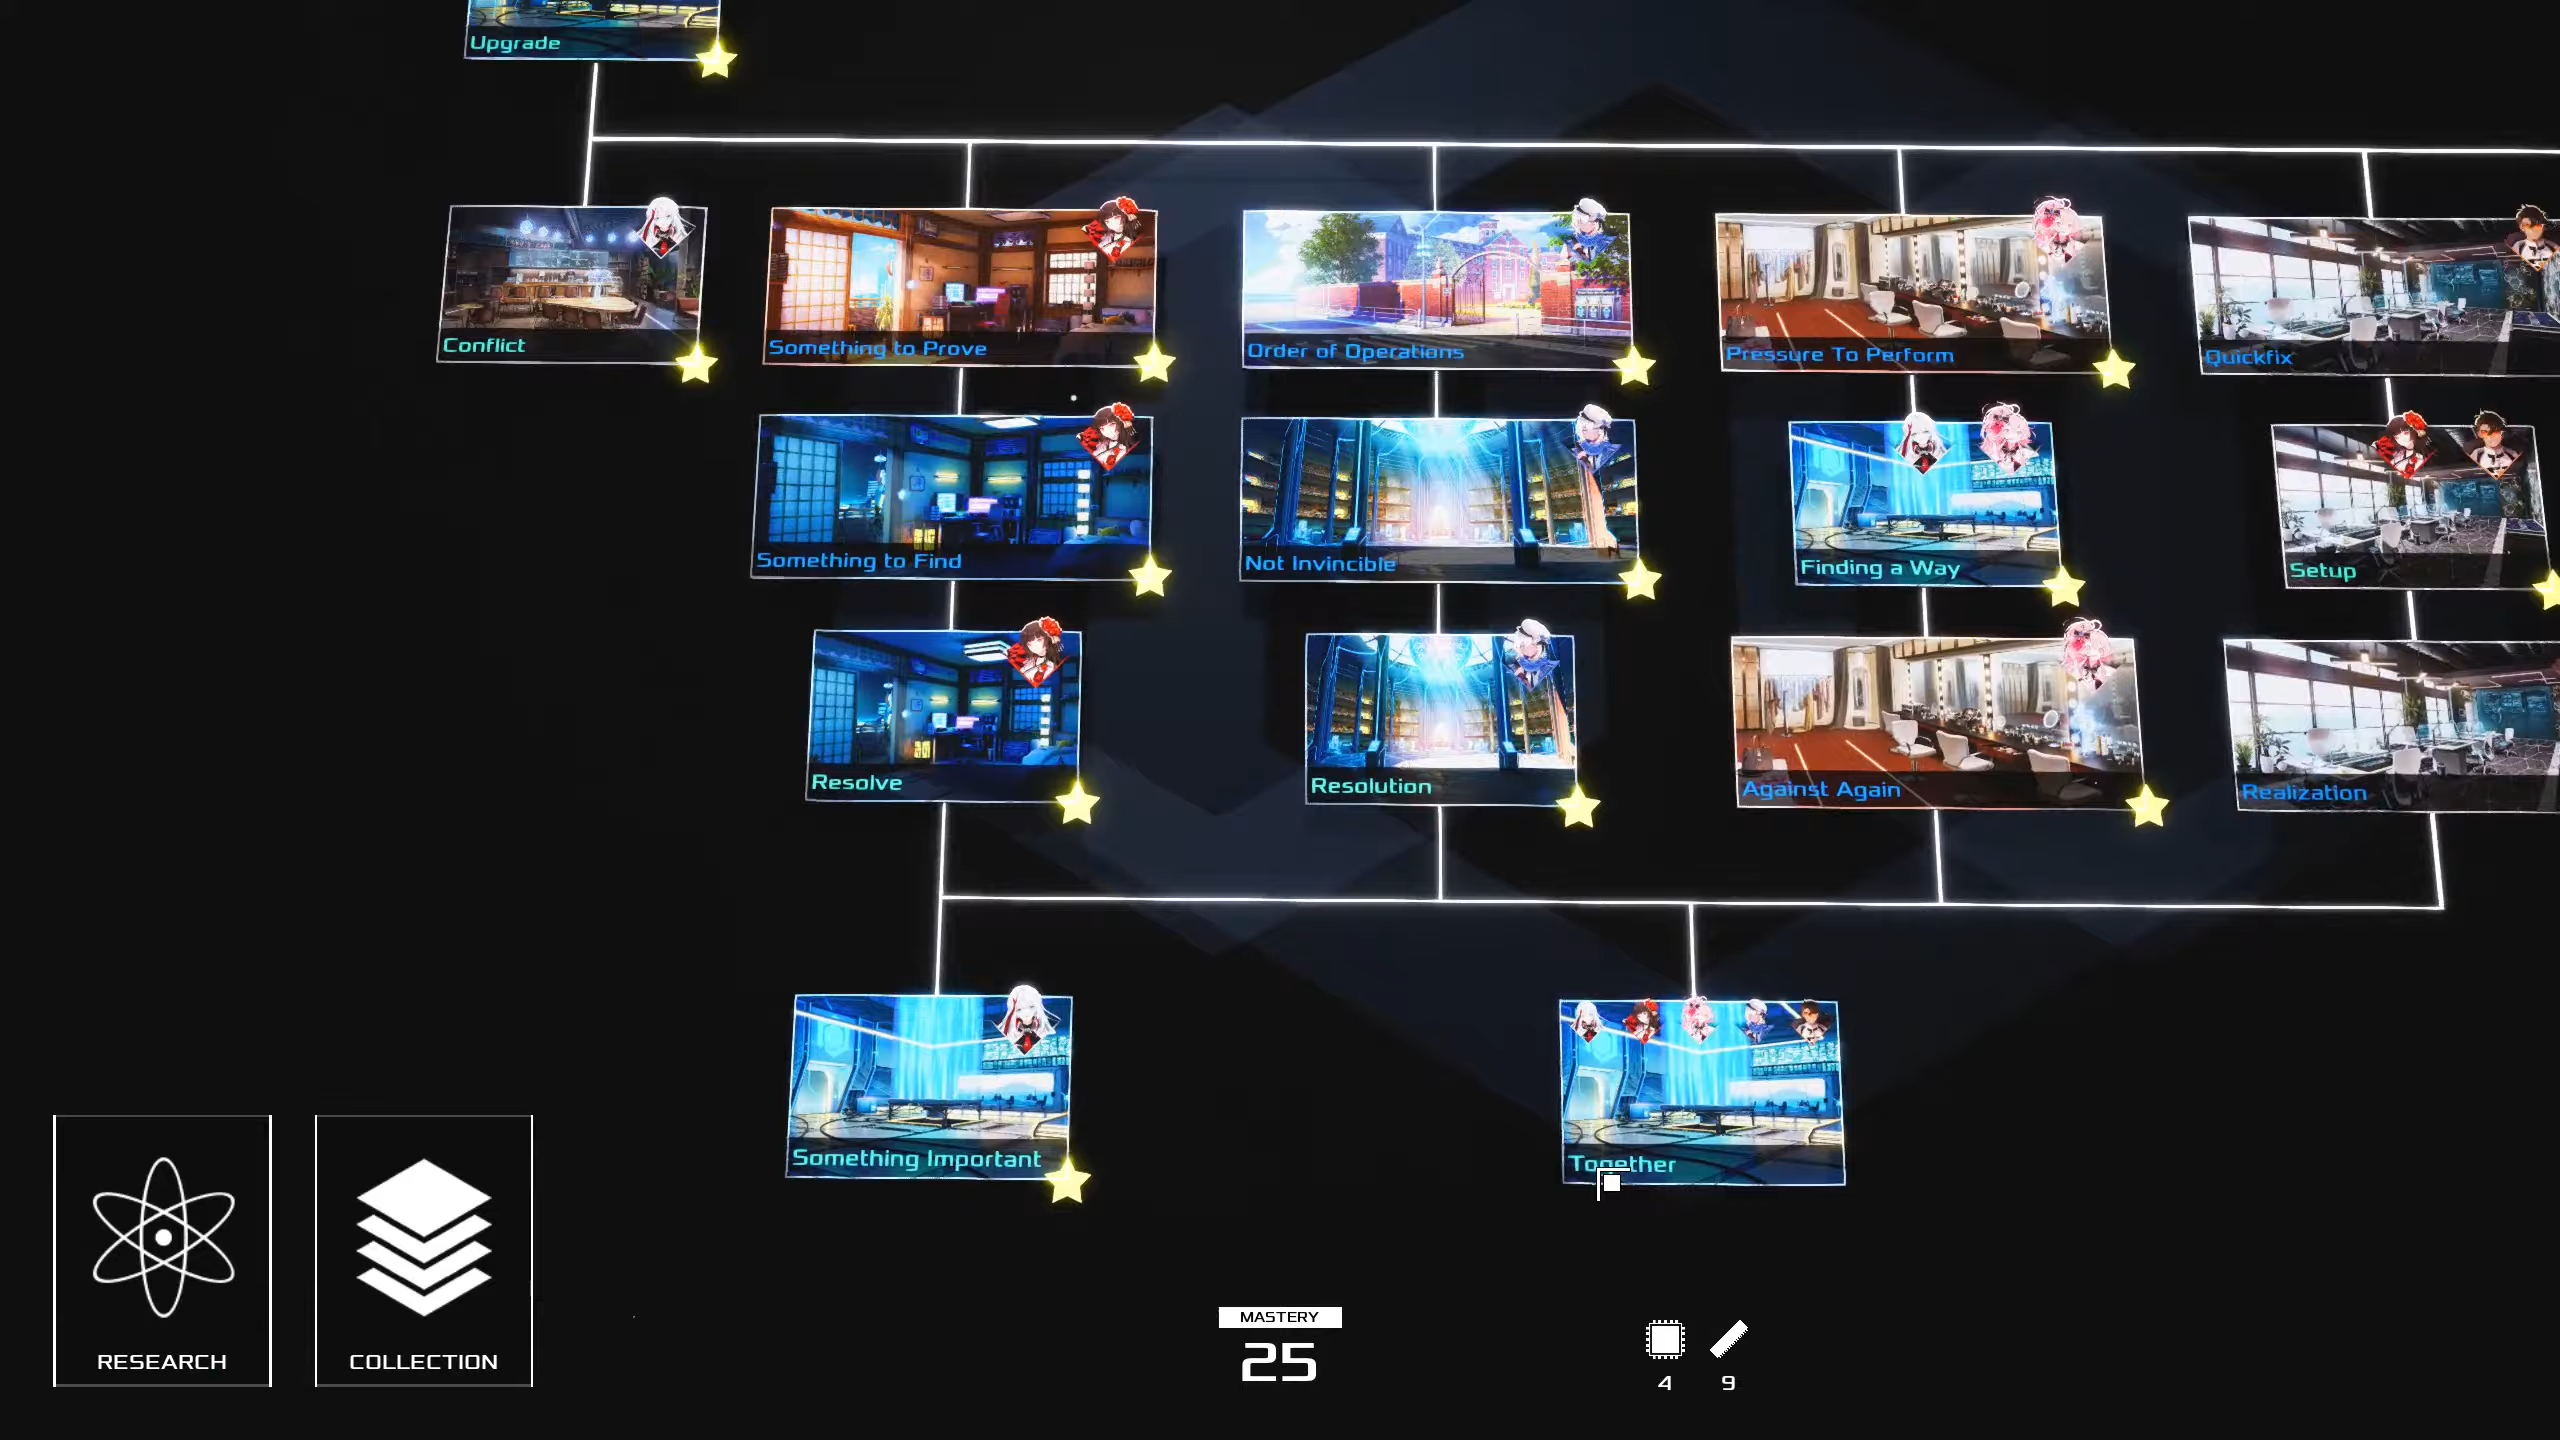 Upgrade
Conflict
Something to Prove
Order of Operations
Pressure To Perform
Quickfix
Something to Find
Not Invincible
Finding a Way
Setup
Resolve
Resolution
Against Again
Realization
Something Important
Together
RESEARCH
COLLECTION
MASTERY
25
4
9